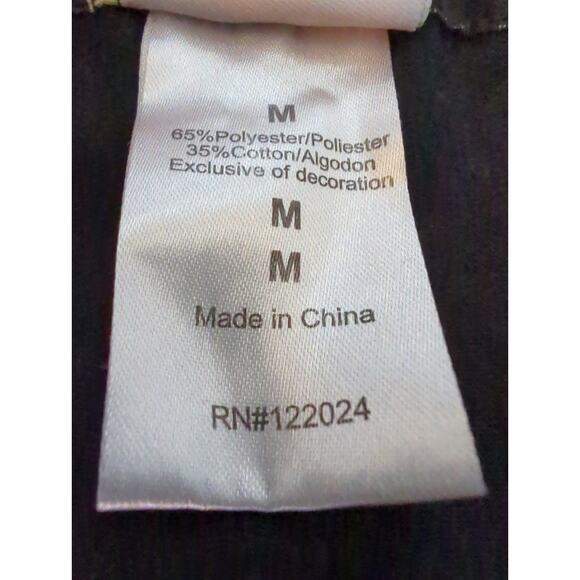 M
65%Polyester/Poliester
35%Cotton/Algodon
Exclusive of decoration
M
M
Made in China
RN#122024